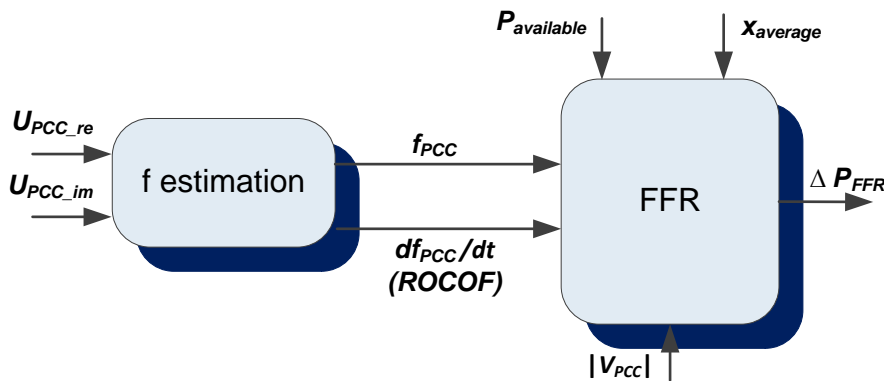 P_available
x_average
U_PCC_re
U_PCC_im
f estimation
f_PCC
df_PCC/dt
(ROCOF)
FFR
Δ P_FFR
|V_PCC|